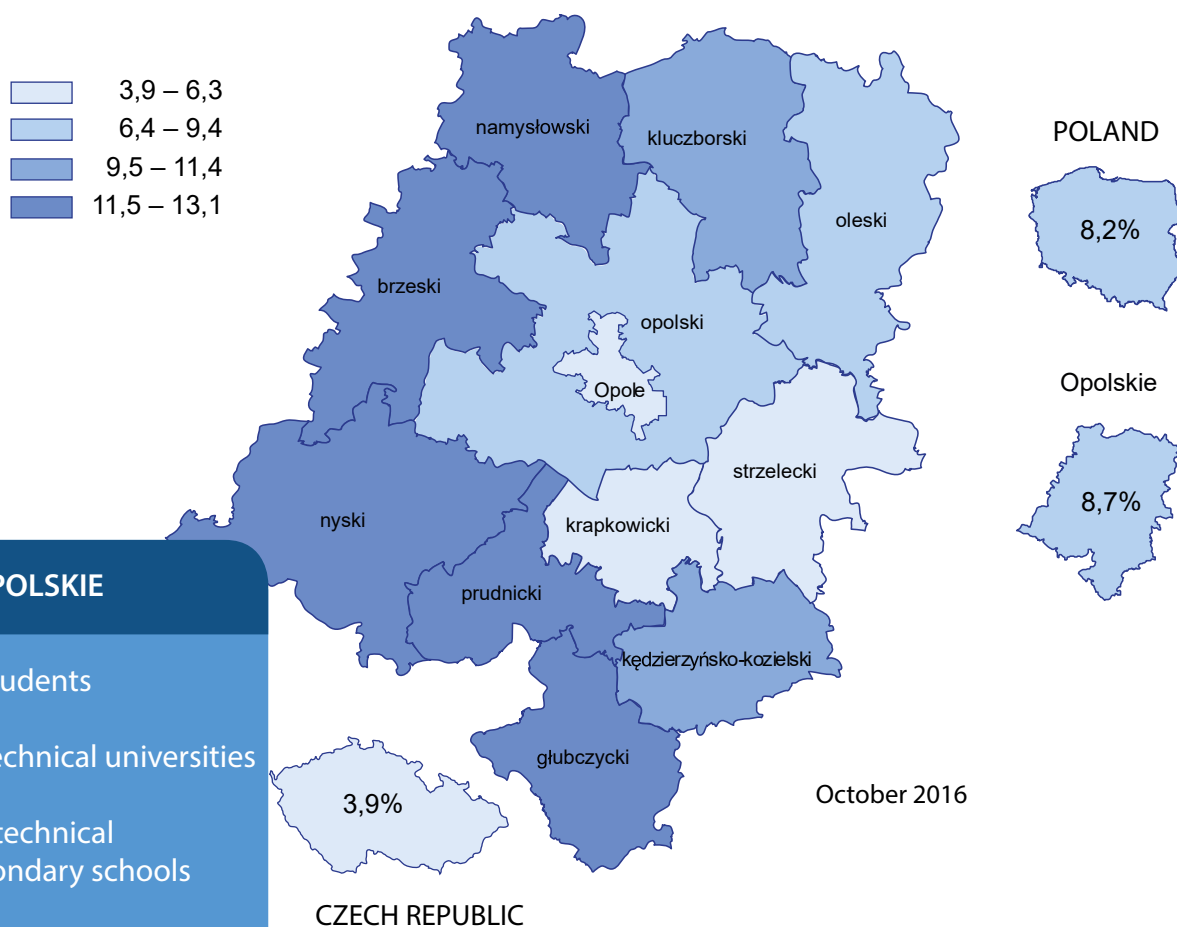 3,9 – 6,3
6,4 – 9,4
9,5 – 11,4
11,5 – 13,1
namysłowski
kluczborski
oleski
brzeski
opolski
Opole
strzelecki
nyski
krapkowicki
prudnicki
kędzierzyńsko-kozielski
głubczycki
POLAND
8,2%
Opolskie
8,7%
October 2016
3,9%
CZECH REPUBLIC
POLSKIE
tudents
echnical universities
technical
ondary schools